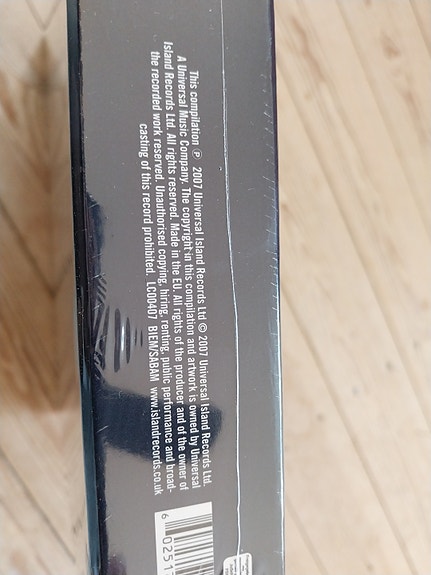 This compilation ℗ 2007 Universal Island Records Ltd © 2007 Universal Island Records Ltd.
A Universal Music Company. The copyright in this compilation and artwork is owned by Universal
Island Records Ltd. All rights reserved. Made in the EU. All rights of the producer and of the owner of
the recorded work reserved. Unauthorised copying, hiring, renting, public performance and broad-
casting of this record prohibited. LC00407 BIEM/SABAM www.islandrecords.co.uk
6 0251